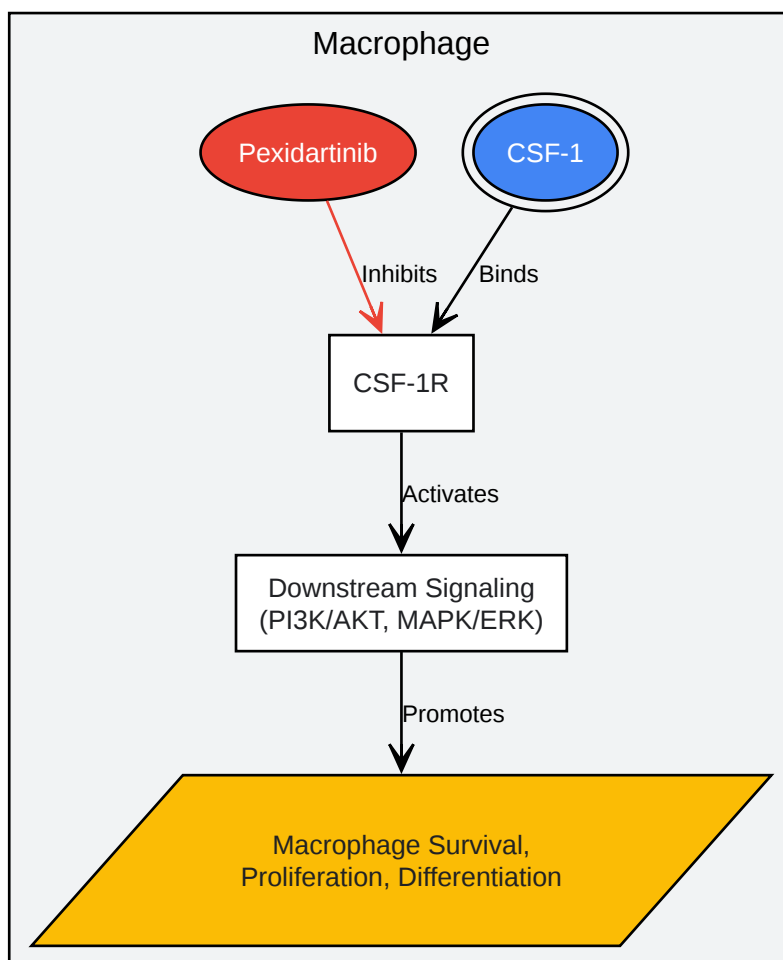 Macrophage
Pexidartinib
CSF-1
Inhibits
Binds
CSF-1R
Activates
Downstream Signaling
(PI3K/AKT, MAPK/ERK)
Promotes
Macrophage Survival,
Proliferation, Differentiation